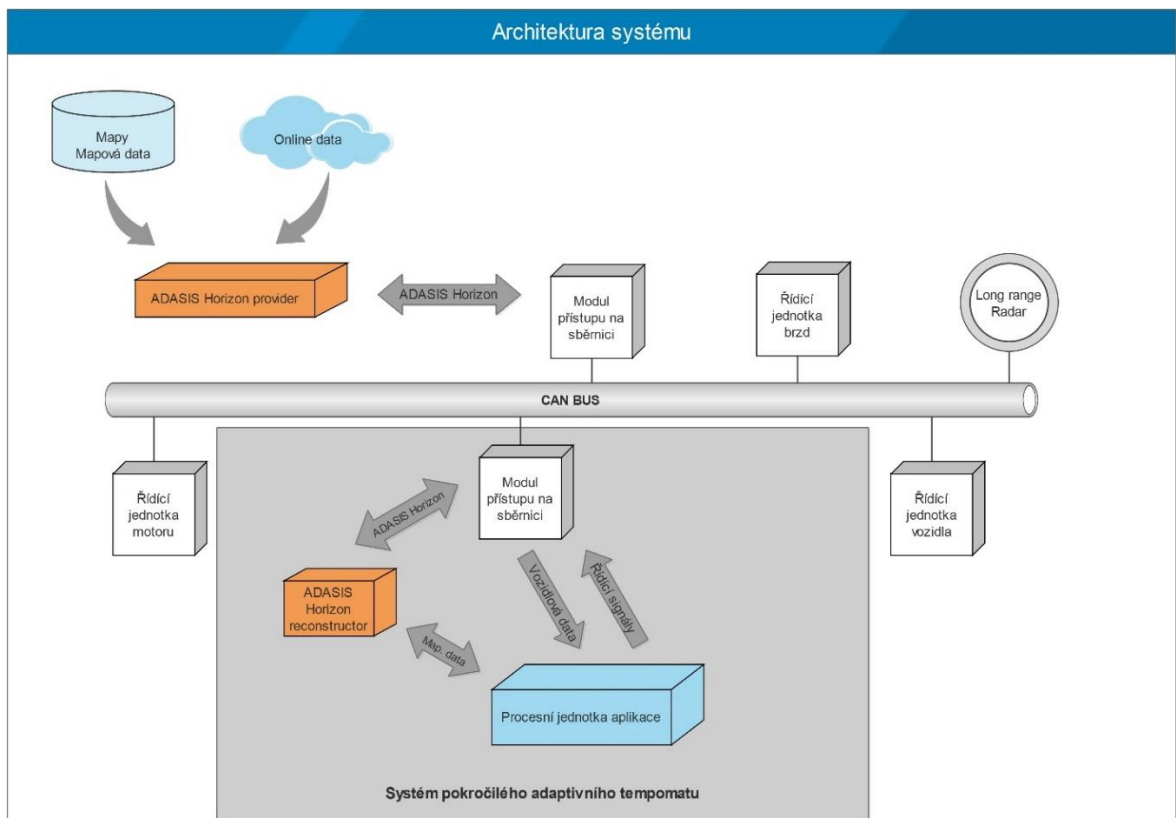 Architektura systému
Mapy
Mapová data
Online data
ADASIS Horizon provider
ADASIS Horizon
Modul
přístupu na
sběrnici
Řídící
jednotka
brzd
Long range
Radar
CAN BUS
Řídící
jednotka
motoru
Modul
přístupu na
sběrnici
Řídící
jednotka
vozidla
ADASIS Horizon
ADASIS
Horizon
reconstructor
Vozidlová data
Řídící signály
Map. data
Procesní jednotka aplikace
Systém pokročilého adaptivního tempomatu